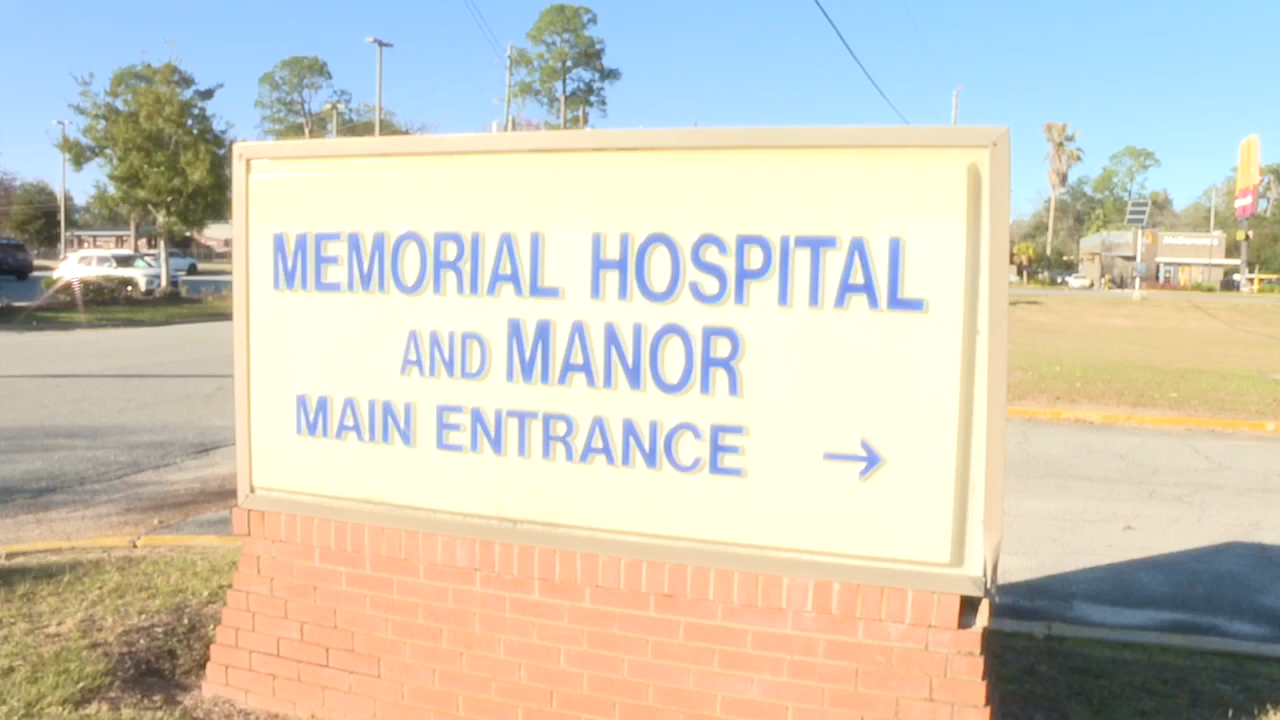 MEMORIAL HOSPITAL
AND MANOR
MAIN ENTRANCE →